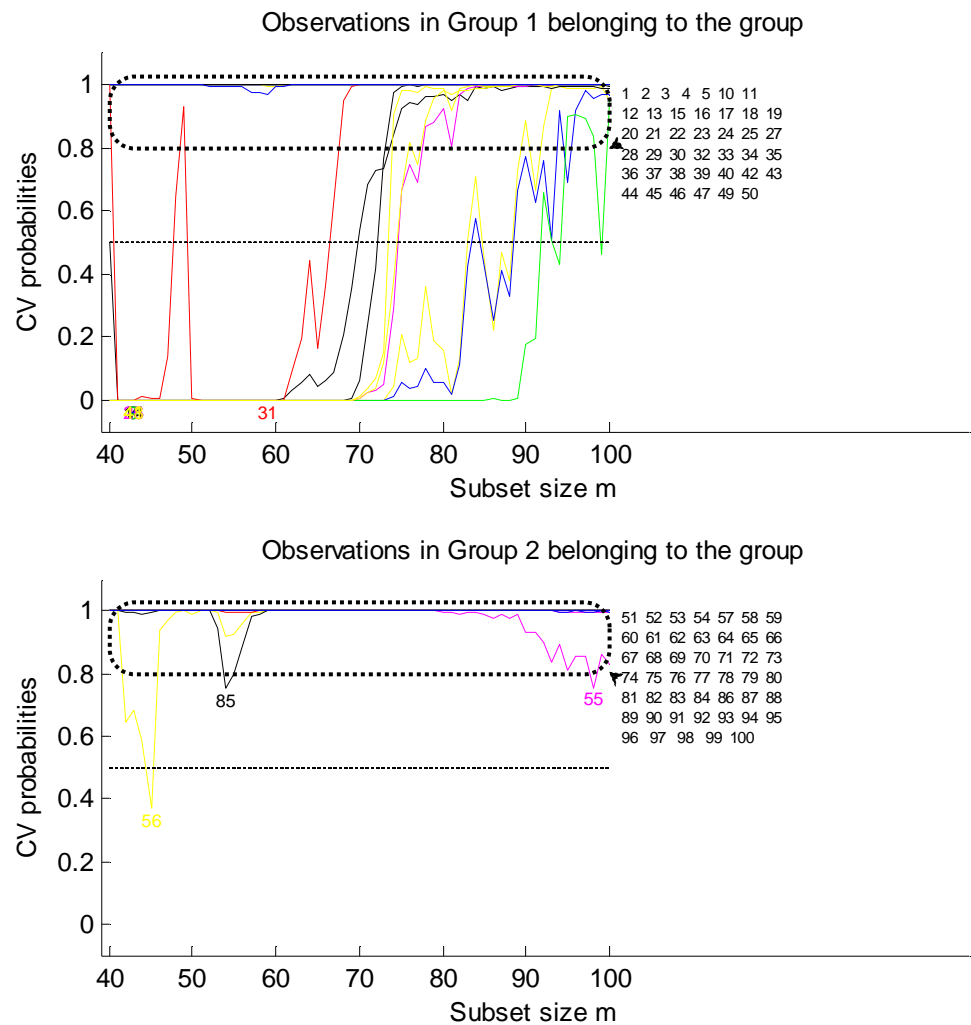 Observations in Group 1 belonging to the group
CV probabilities
1
0.8
0.6
0.4
0.2
0
1 2 3 4 5 10 11
12 13 15 16 17 18 19
20 21 22 23 24 25 27
28 29 30 32 33 34 35
36 37 38 39 40 42 43
44 45 46 47 49 50
31
40 50 60 70 80 90 100
Subset size m
Observations in Group 2 belonging to the group
CV probabilities
1
0.8
0.6
0.4
0.2
0
51 52 53 54 57 58 59
60 61 62 63 64 65 66
67 68 69 70 71 72 73
74 75 76 77 78 79 80
81 82 83 84 86 87 88
89 90 91 92 93 94 95
96 97 98 99 100
85
55
56
40 50 60 70 80 90 100
Subset size m